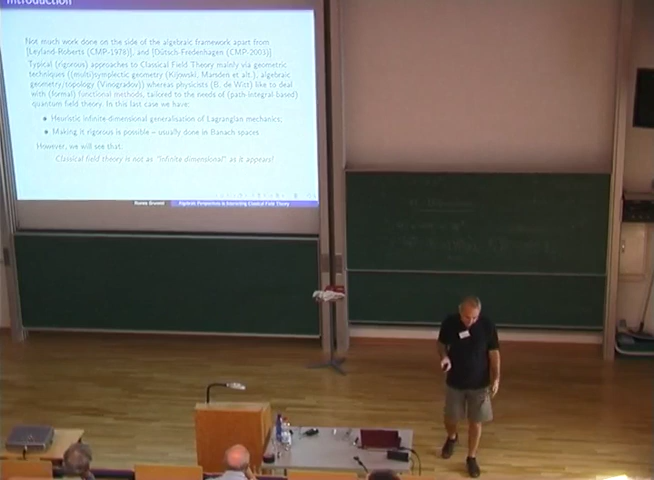 Introduction
Not much work done on the side of the algebraic framework apart from
[Leyland-Roberts (CMP-1978)], and [Dütsch-Fredenhagen (CMP-2003)]
Typical (rigorous) approaches to Classical Field Theory mainly via geometric
techniques ((multi)symplectic geometry (Kijowski, Marsden et alt.), algebraic
geometry/topology (Vinogradov)) whereas physicists (B. de Witt) like to deal
with (formal) functional methods, tailored to the needs of (path-integral-based)
quantum field theory. In this last case we have:
Heuristic infinite-dimensional generalisation of Lagrangian mechanics;
Making it rigorous is possible – usually done in Banach spaces
However, we will see that:
Classical field theory is not as "infinite dimensional" as it appears!
Algebraic Perspectives in Interacting Classical Field Theory